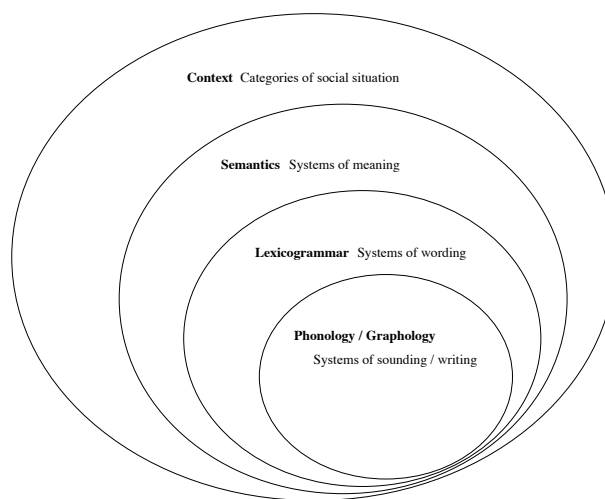 Context Categories of social situation
Semantics Systems of meaning
Lexicogrammar Systems of wording
Phonology / Graphology
Systems of sounding / writing